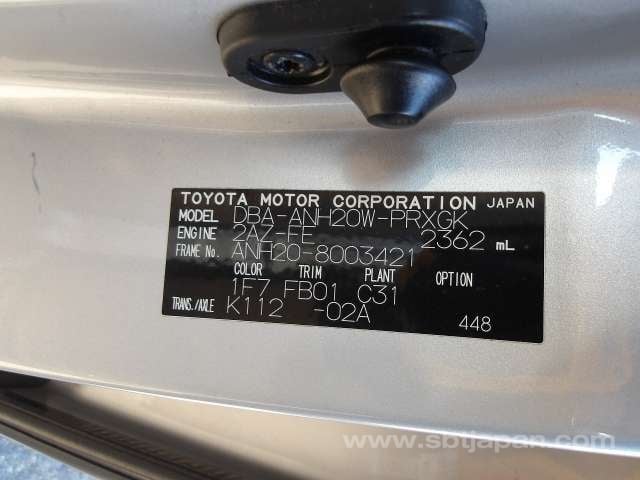 TOYOTA MOTOR CORPORATION JAPAN
MODEL DBA-ANH20W-PRXGK
ENGINE 2AZ-FE 2362 mL
FRAME No. ANH20-8003421
COLOR TRIM PLANT OPTION
1F7 FB01 C31
TRANS./AXLE K112 -02A
448
www.sbtjapan.com